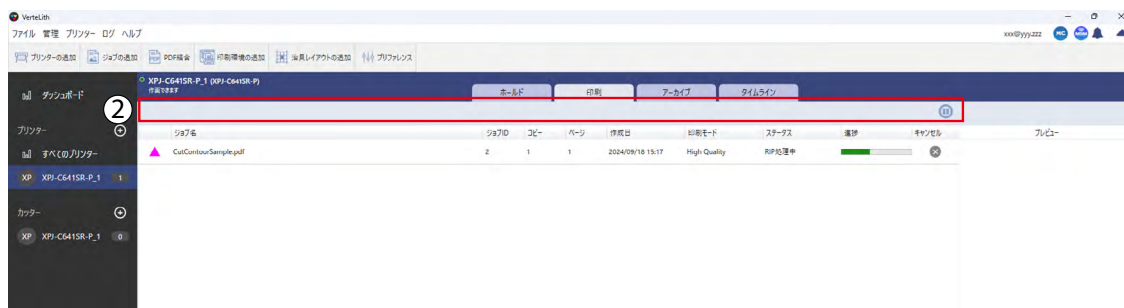 VerteLith
ファイル 管理 プリンター ログ ヘルプ
xxx@yyy.zzz MC
プリンターの追加 ジョブの追加 PDF結合 印刷環境の追加 治具レイアウトの追加 プリファレンス
ダッシュボード
XPJ-C641SR-P_1 (XPJ-C641SR-P)
作画できます
ホールド 印刷 アーカイブ タイムライン
2
プリンター
ジョブ名 ジョブID コピー ページ 作成日 印刷モード ステータス 進捗 キャンセル プレビュー
すべてのプリンター
CutContourSample.pdf 2 1 1 2024/09/18 15:17 High Quality RIP処理中
XP XPJ-C641SR-P_1 1
カッター
XP XPJ-C641SR-P_1 0